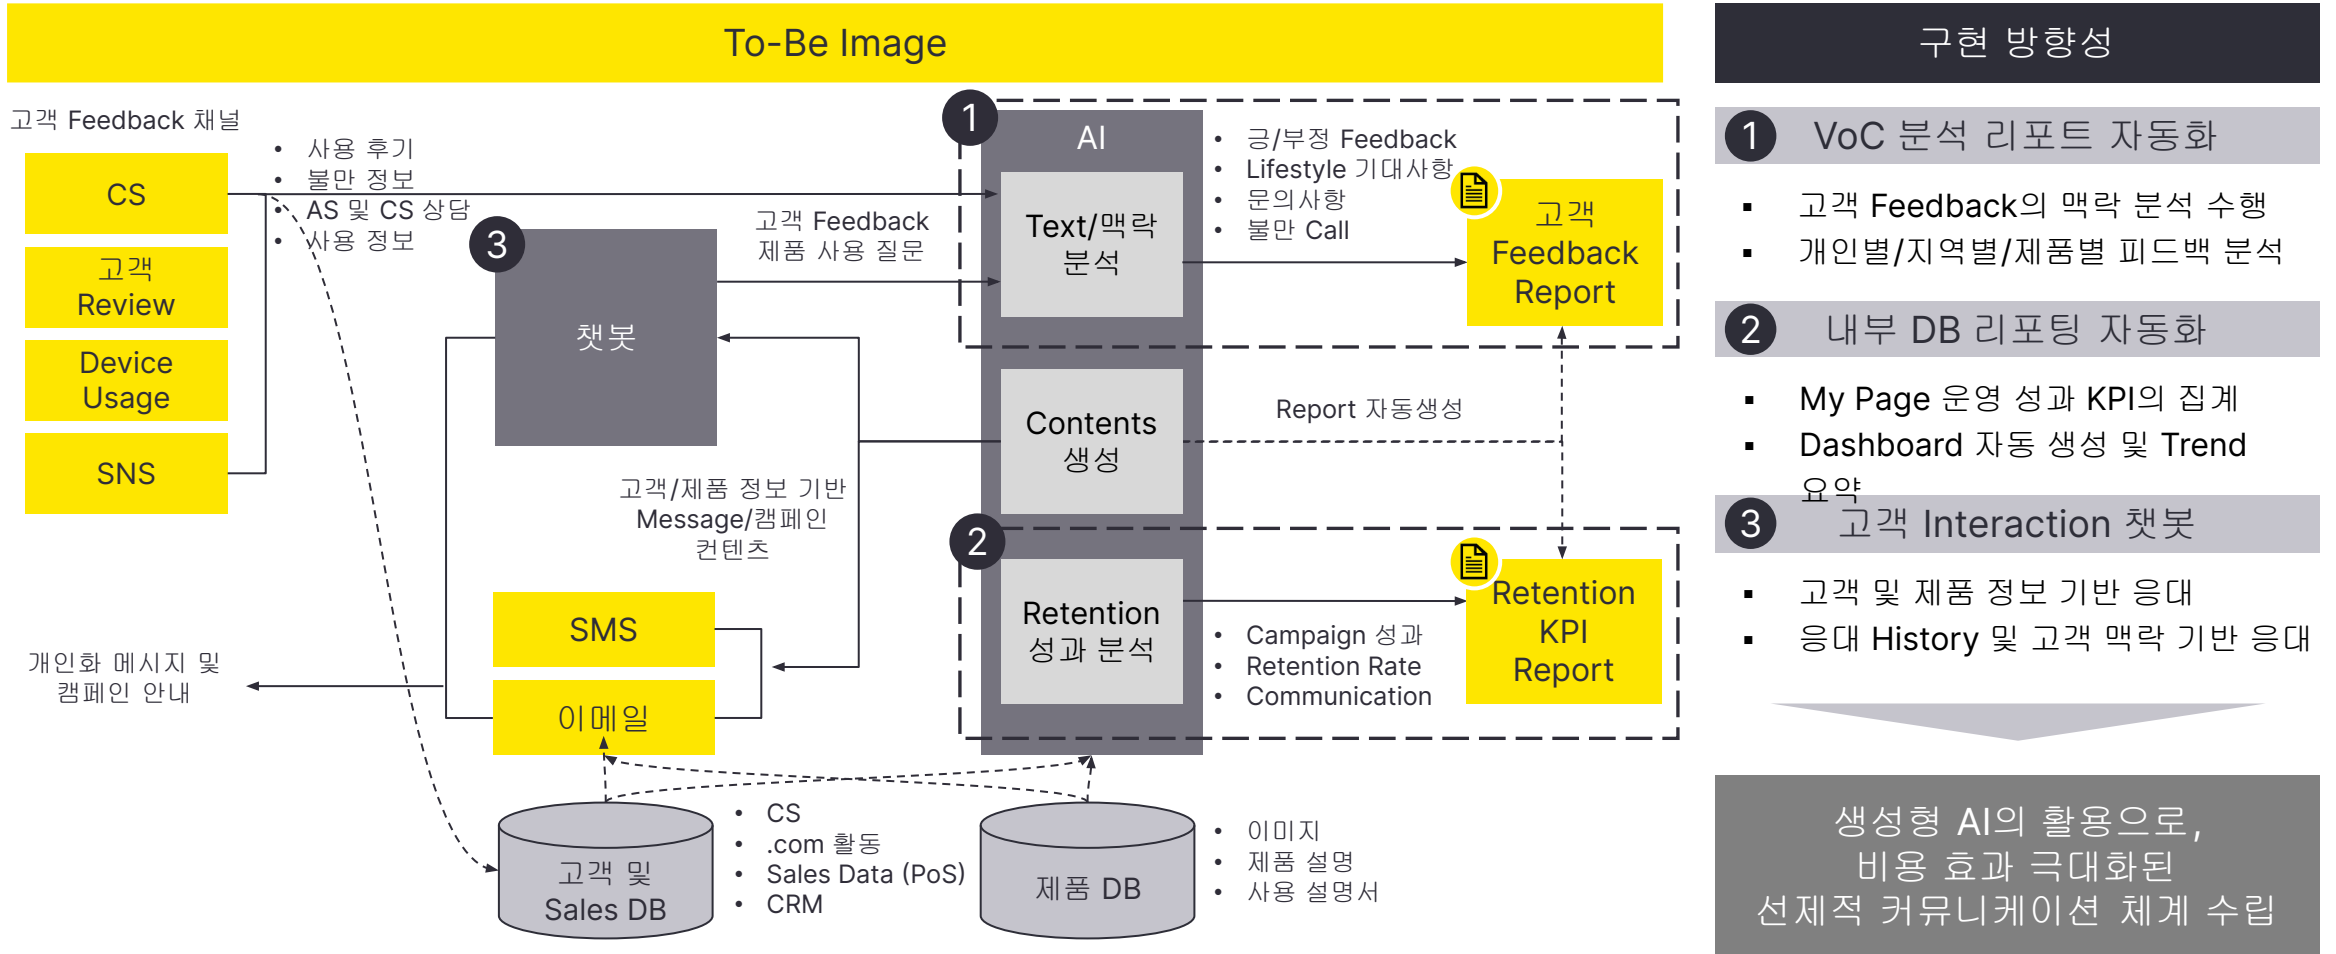 To-Be Image
고객 Feedback 채널
CS
고객
Review
Device
Usage
SNS
• 사용 후기
• 불만 정보
• AS 및 CS 상담
• 사용 정보
3
챗봇
고객 Feedback
제품 사용 질문
1
AI
Text/맥락
분석
Contents
생성
2
Retention
성과 분석
• 긍/부정 Feedback
• Lifestyle 기대사항
• 문의사항
• 불만 Call
고객
Feedback
Report
Report 자동생성
고객/제품 정보 기반
Message/캠페인
컨텐츠
SMS
이메일
개인화 메시지 및
캠페인 안내
• Campaign 성과
• Retention Rate
• Communication
Retention
KPI
Report
고객 및
Sales DB
• CS
• .com 활동
• Sales Data (PoS)
• CRM
제품 DB
• 이미지
• 제품 설명
• 사용 설명서
구현 방향성
1 VoC 분석 리포트 자동화
▪ 고객 Feedback의 맥락 분석 수행
▪ 개인별/지역별/제품별 피드백 분석
2 내부 DB 리포팅 자동화
▪ My Page 운영 성과 KPI의 집계
▪ Dashboard 자동 생성 및 Trend
요약
3 고객 Interaction 챗봇
▪ 고객 및 제품 정보 기반 응대
▪ 응대 History 및 고객 맥락 기반 응대
생성형 AI의 활용으로,
비용 효과 극대화된
선제적 커뮤니케이션 체계 수립